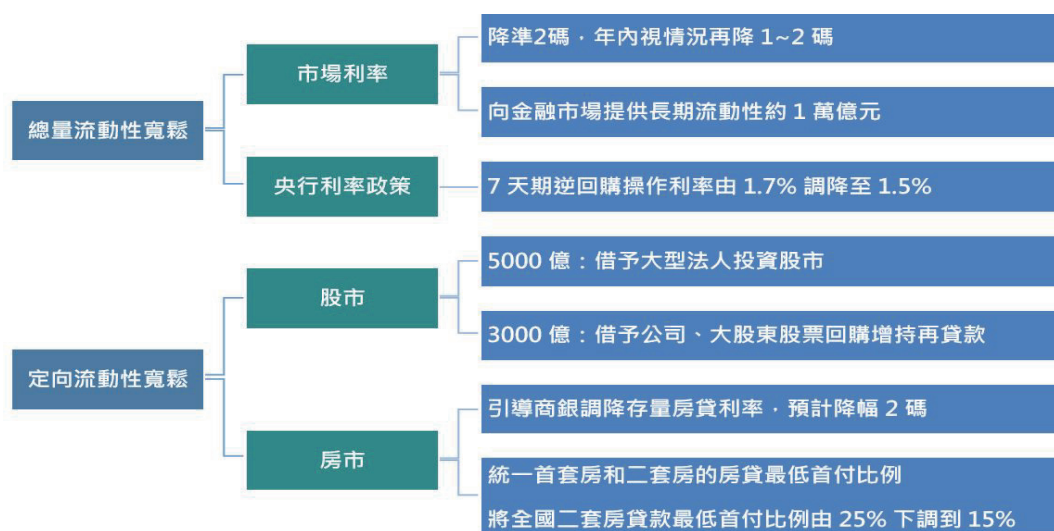 總量流動性寬鬆
市場利率
降準2碼，年內視情況再降 1~2 碼
向金融市場提供長期流動性約 1 萬億元
央行利率政策
7 天期逆回購操作利率由 1.7% 調降至 1.5%
定向流動性寬鬆
股市
5000 億：借予大型法人投資股市
3000 億：借予公司、大股東股票回購增持再貸款
房市
引導商銀調降存量房貸利率，預計降幅 2 碼
統一首套房和二套房的房貸最低首付比例
將全國二套房貸款最低首付比例由 25% 下調到 15%